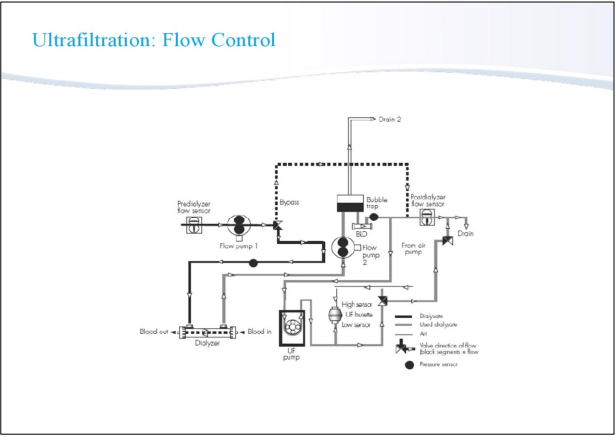 Ultrafiltration: Flow Control
Drain 2
Predialyzer
flow sensor
Bypass
Bubble
trap
Postdialyzer
flow sensor
BLD
Drain
Flow pump 1
Flow
pump
2
From air
pump
High sensor
UF burette
Low sensor
Blood out
Blood in
Dialyzer
UF
pump
Dialysate
Used dialysate
Air
Valve direction of flow
(black segments = flow
Pressure sensor